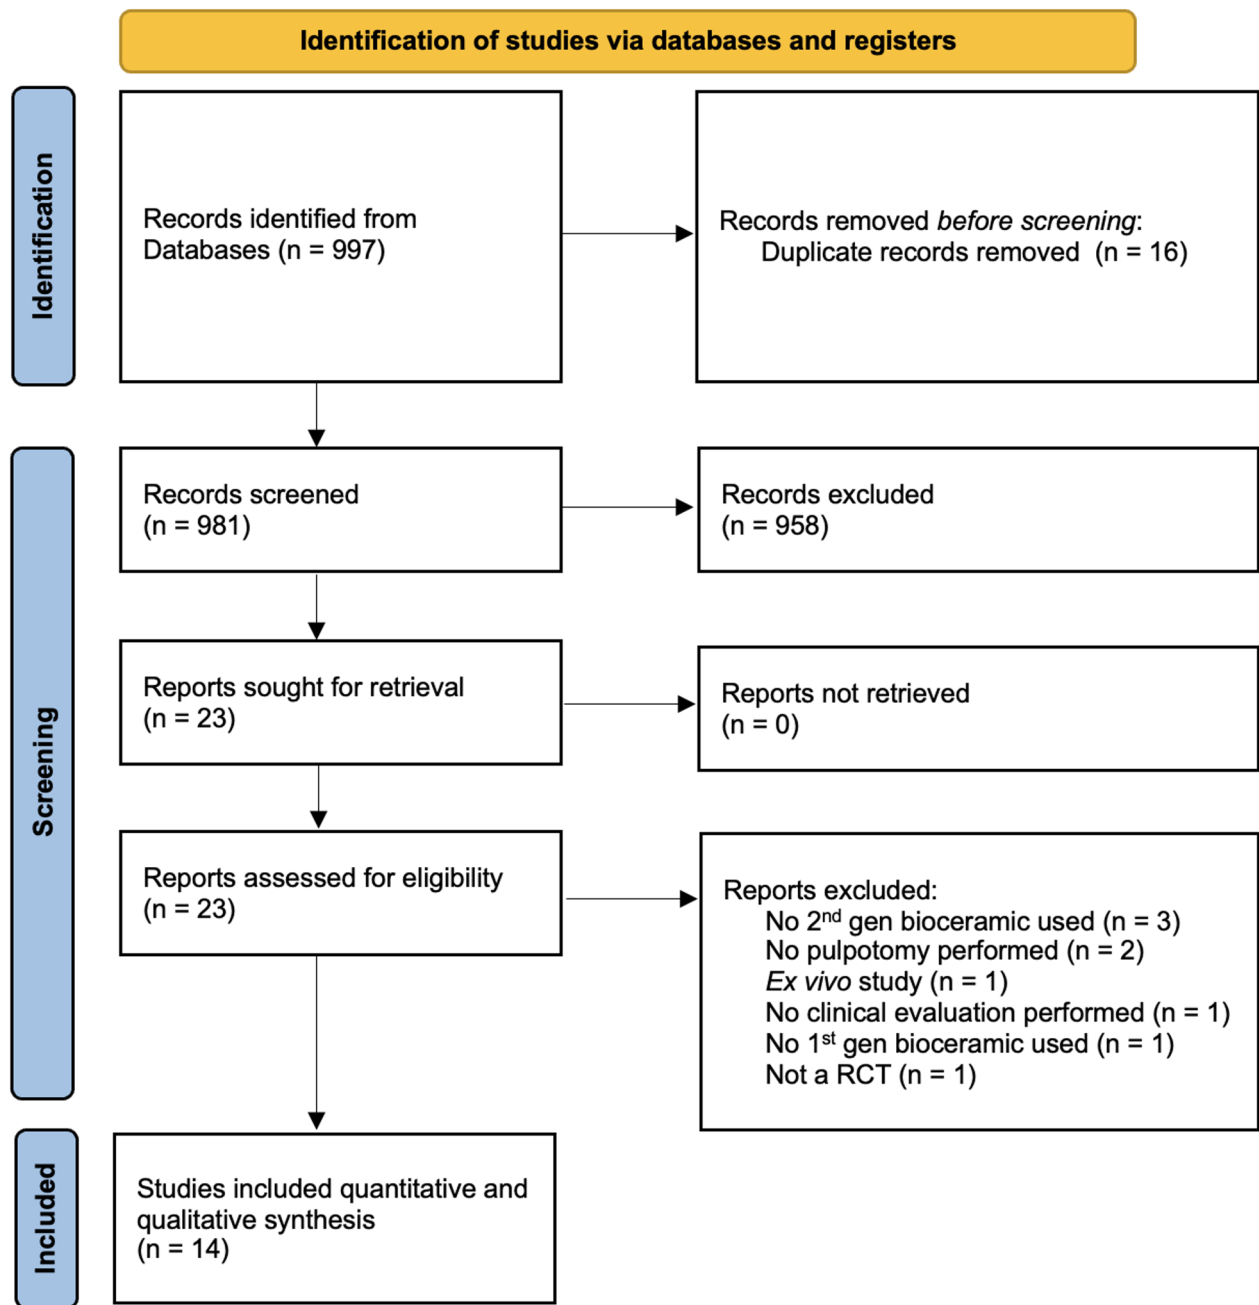 Identification of studies via databases and registers
Identification
Records identified from
Databases (n = 997)
Records removed before screening:
Duplicate records removed (n = 16)
Screening
Records screened
(n = 981)
Records excluded
(n = 958)
Reports sought for retrieval
(n = 23)
Reports not retrieved
(n = 0)
Reports assessed for eligibility
(n = 23)
Reports excluded:
No 2nd gen bioceramic used (n = 3)
No pulpotomy performed (n = 2)
Ex vivo study (n = 1)
No clinical evaluation performed (n = 1)
No 1st gen bioceramic used (n = 1)
Not a RCT (n = 1)
Included
Studies included quantitative and
qualitative synthesis
(n = 14)